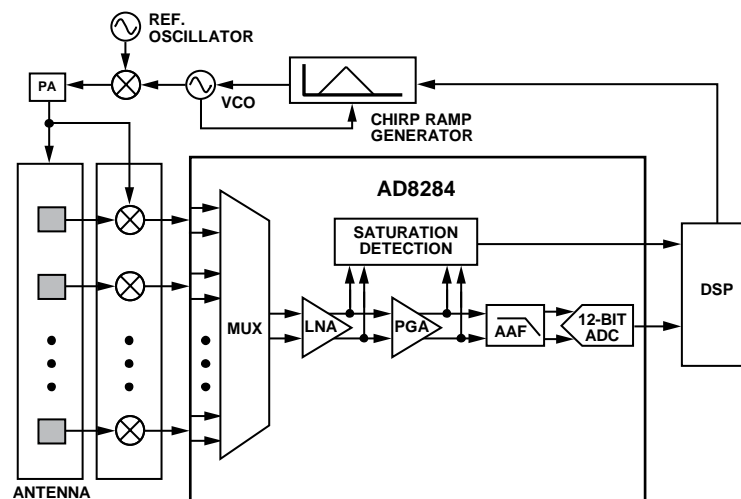 REF.
OSCILLATOR
PA
VCO
CHIRP RAMP
GENERATOR
AD8284
SATURATION
DETECTION
DSP
MUX
LNA
PGA
AAF
12-BIT
ADC
ANTENNA